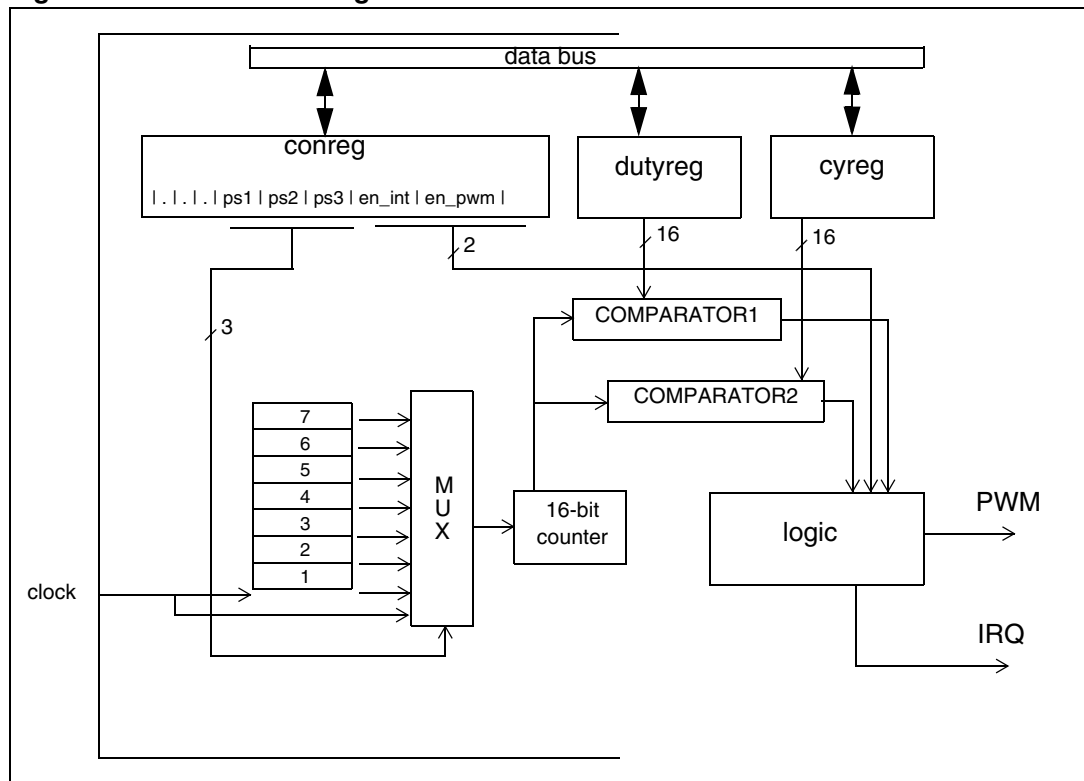 data bus
conreg
| . | . | . | ps1 | ps2 | ps3 | en_int | en_pwm |
dutyreg
cyreg
2
16
16
3
COMPARATOR1
COMPARATOR2
7
6
5
4
3
2
1
M
U
X
16-bit
counter
logic
PWM
clock
IRQ